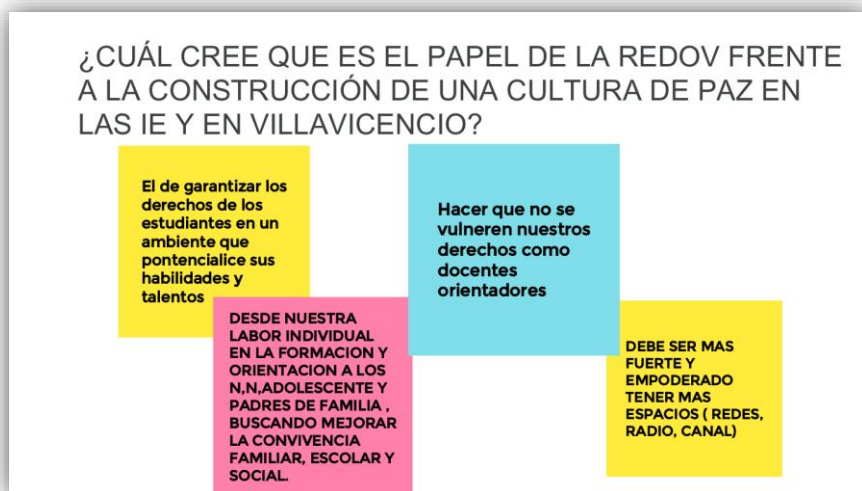 ¿CUÁL CREE QUE ES EL PAPEL DE LA REDOV FRENTE
A LA CONSTRUCCIÓN DE UNA CULTURA DE PAZ EN
LAS IE Y EN VILLAVICENCIO?
El de garantizar los
derechos de los
estudiantes en un
ambiente que
pontencialice sus
habilidades y
talentos
DESDE NUESTRA
LABOR INDIVIDUAL
EN LA FORMACION Y
ORIENTACION A LOS
N,N,ADOLESCENTE Y
PADRES DE FAMILIA ,
BUSCANDO MEJORAR
LA CONVIVENCIA
FAMILIAR, ESCOLAR Y
SOCIAL.
Hacer que no se
vulneren nuestros
derechos como
docentes
orientadores
DEBE SER MAS
FUERTE Y
EMPODERADO
TENER MAS
ESPACIOS ( REDES,
RADIO, CANAL)